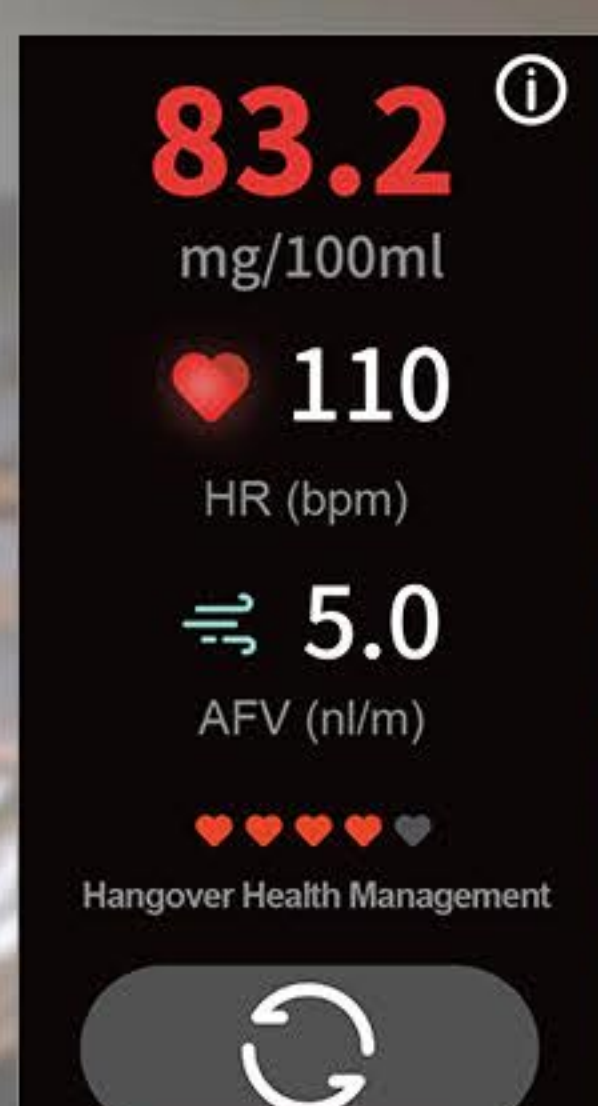 83.2
mg/100ml
110
HR (bpm)
5.0
AFV (nl/m)
Hangover Health Management